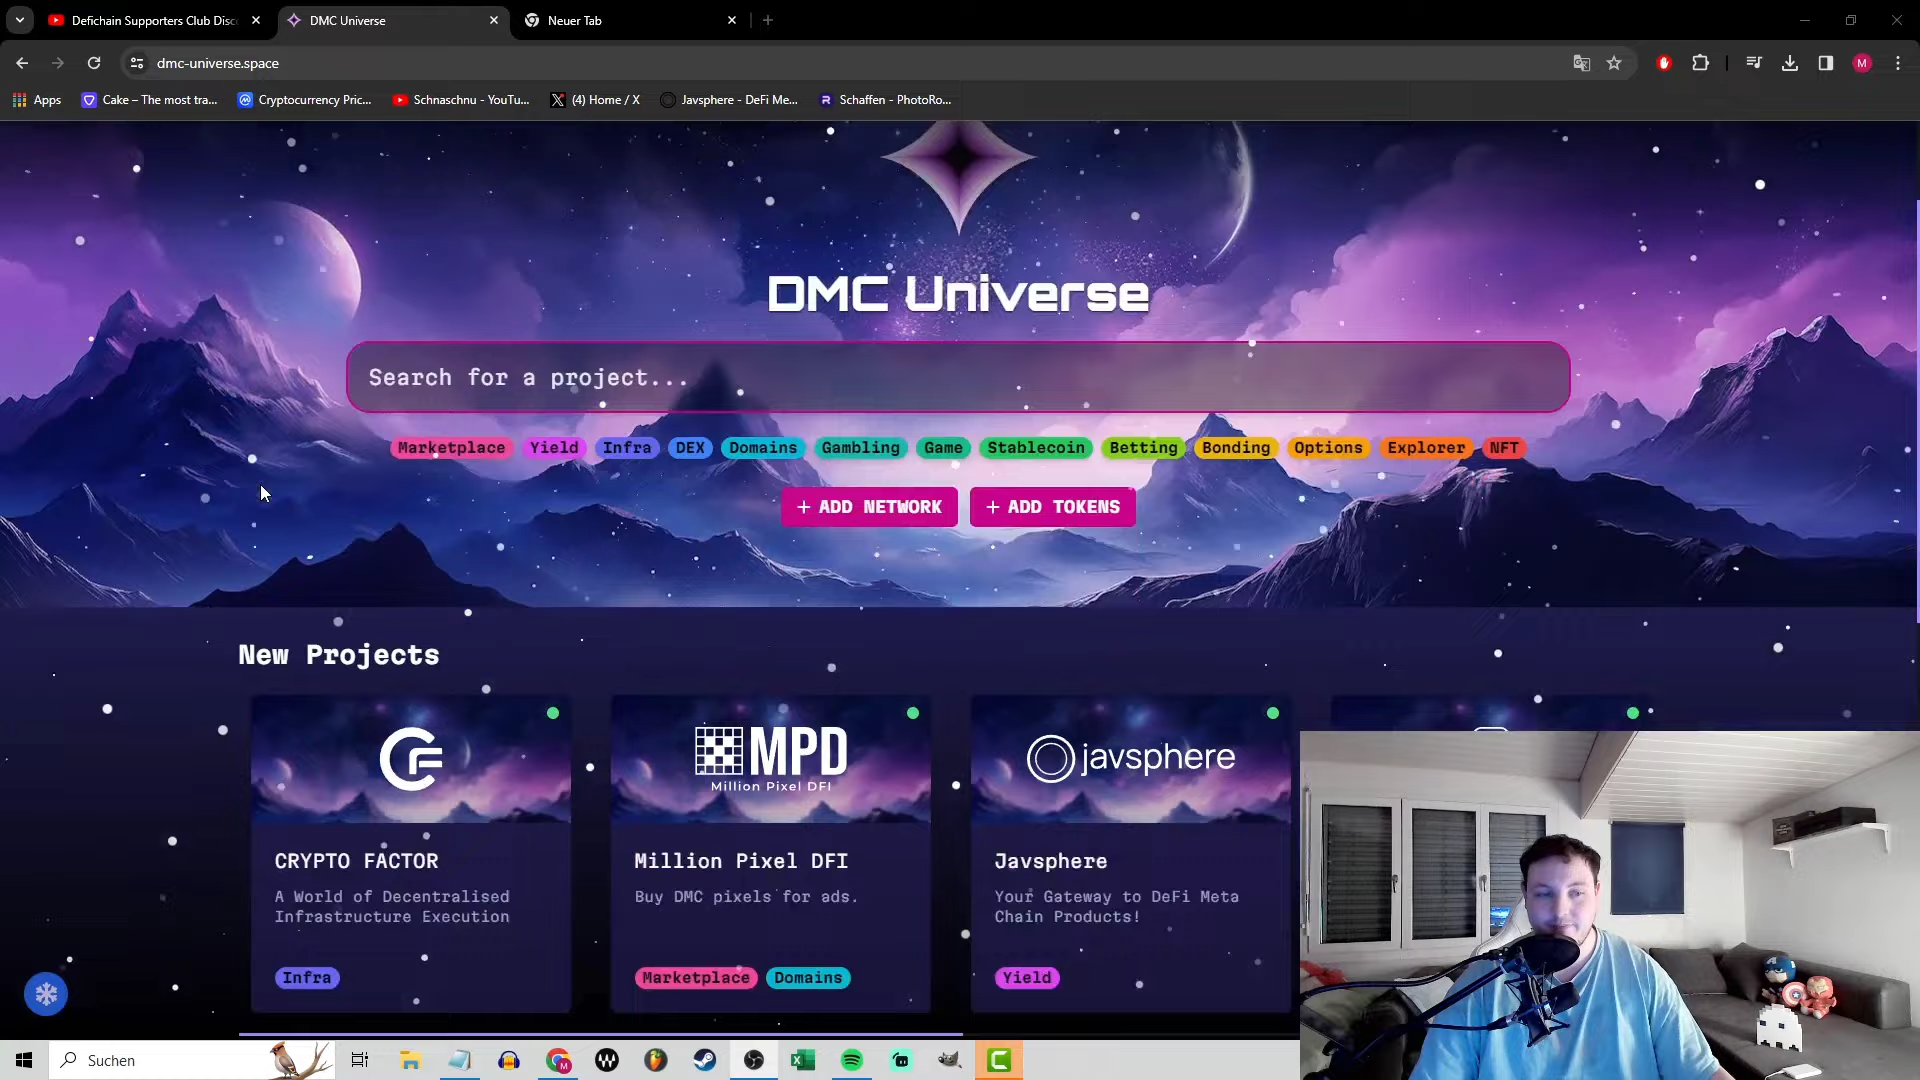 Defichain Supporters Club Disc
DMC Universe
Neuer Tab
dmc-universe.space
M
Apps
Cake – The most tra...
Cryptocurrency Pric...
Schnaschnu - YouTu...
(4) Home / X
Javsphere - DeFi Me...
Schaffen - PhotoRo...
DMC Universe
Search for a project...
Marketplace Yield Infra DEX Domains Gambling Game Stablecoin Betting Bonding Options Explorer NFT
+ ADD NETWORK
+ ADD TOKENS
New Projects
MPD
Million Pixel DFI
javsphere
CRYPTO FACTOR
A World of Decentralised
Infrastructure Execution
Infra
Million Pixel DFI
Buy DMC pixels for ads.
Marketplace Domains
Javsphere
Your Gateway to DeFi Meta
Chain Products!
Yield
Suchen